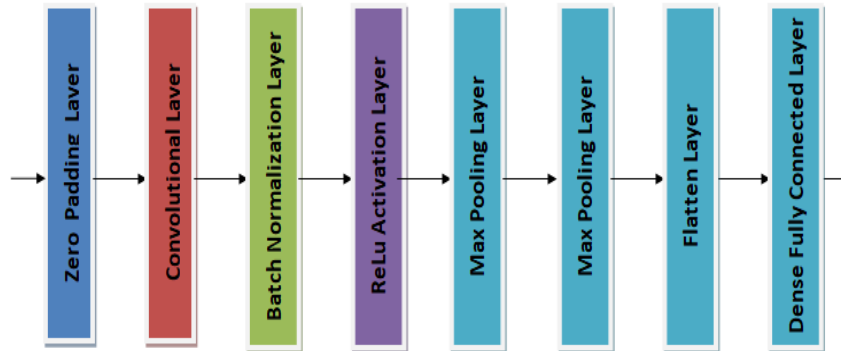 Zero Padding Layer
Convolutional Layer
Batch Normalization Layer
ReLu Activation Layer
Max Pooling Layer
Max Pooling Layer
Flatten Layer
Dense Fully Connected Layer